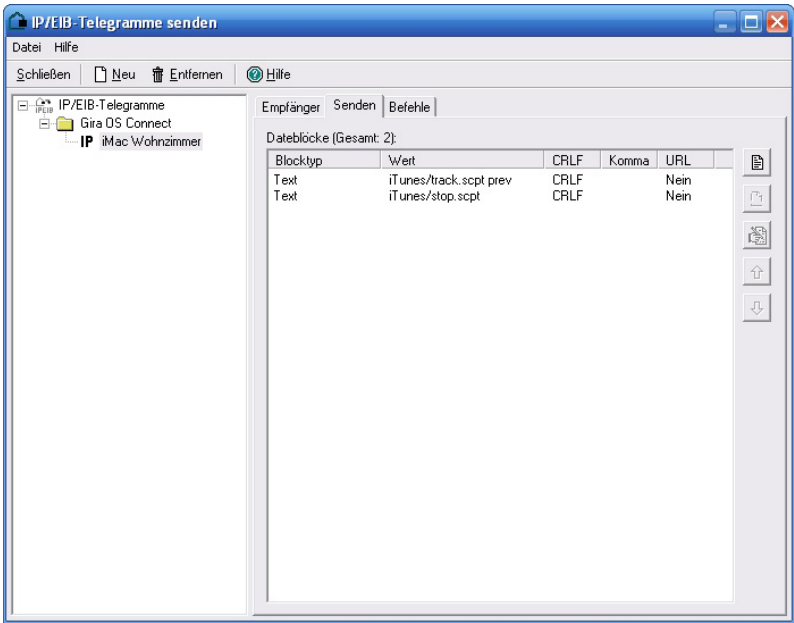 IP/EIB-Telegramme senden
Datei Hilfe
Schließen Neu Entfernen Hilfe
IP/EIB-Telegramme
Gira OS Connect
IP iMac Wohnzimmer
Empfänger Senden Befehle
Dateblöcke (Gesamt: 2):
Blocktyp Wert CRLF Komma URL
Text iTunes/track.scpt prev CRLF Nein
Text iTunes/stop.scpt CRLF Nein